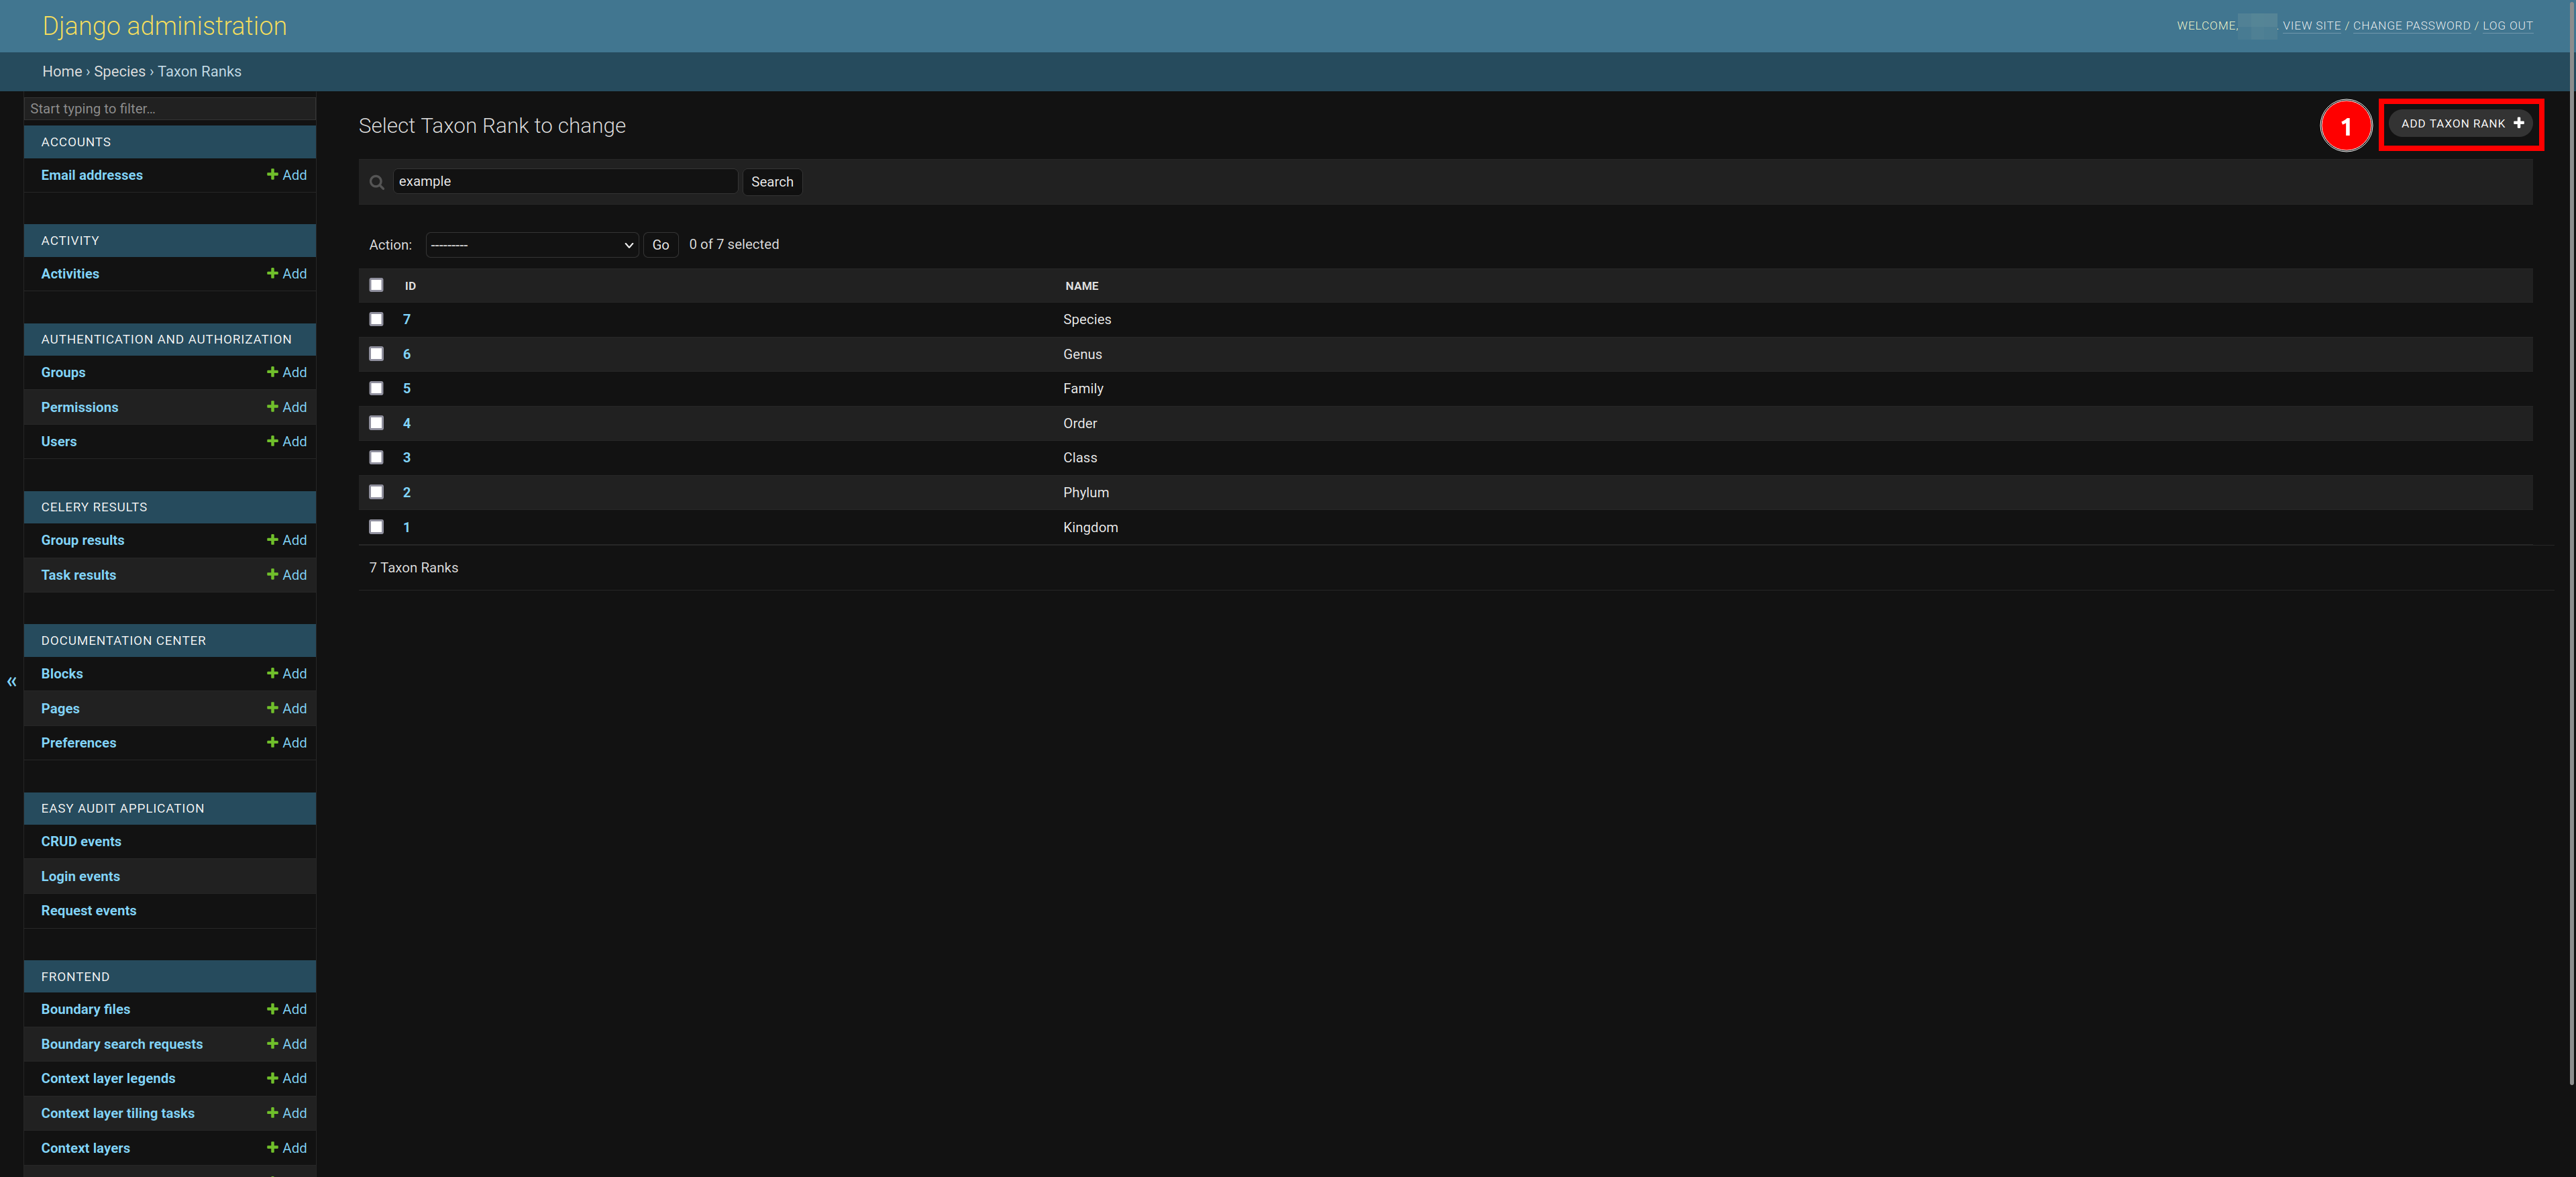 Django administration
WELCOME, VIEW SITE / CHANGE PASSWORD / LOG OUT
Home › Species › Taxon Ranks
Start typing to filter...
ACCOUNTS
Email addresses Add
ACTIVITY
Activities Add
AUTHENTICATION AND AUTHORIZATION
Groups Add
Permissions Add
Users Add
CELERY RESULTS
Group results Add
Task results Add
DOCUMENTATION CENTER
Blocks Add
Pages Add
Preferences Add
EASY AUDIT APPLICATION
CRUD events
Login events
Request events
FRONTEND
Boundary files Add
Boundary search requests Add
Context layer legends Add
Context layer tiling tasks Add
Context layers Add
«
Select Taxon Rank to change
1
ADD TAXON RANK +
example Search
Action: --------- Go 0 of 7 selected
ID NAME
7 Species
6 Genus
5 Family
4 Order
3 Class
2 Phylum
1 Kingdom
7 Taxon Ranks